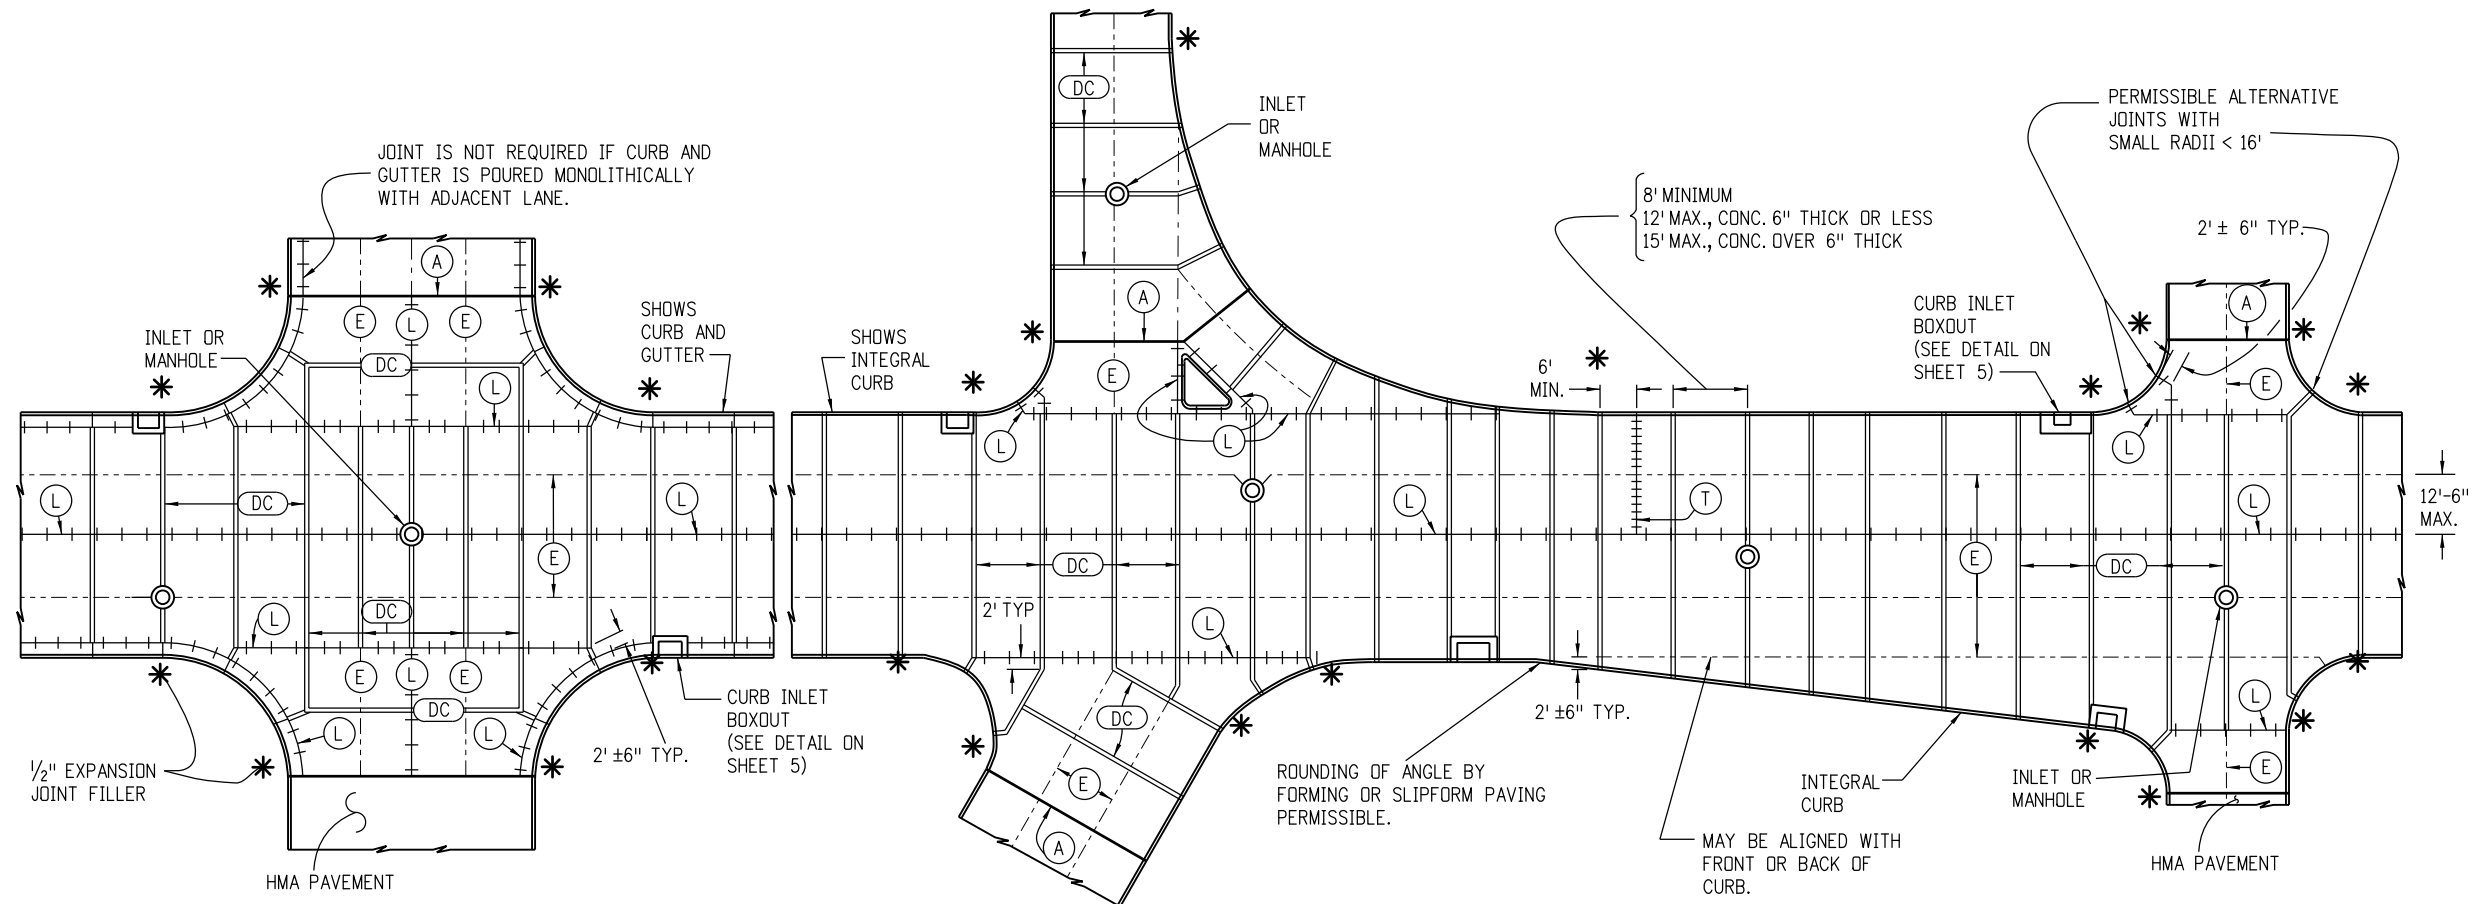 JOINT IS NOT REQUIRED IF CURB AND
GUTTER IS POURED MONOLITHICALLY
WITH ADJACENT LANE.
INLET OR
MANHOLE
SHOWS
CURB AND
GUTTER
A
E
L
E
DC
L
L
DC
L
E
L
DC
E
L
E
DC
L
L
1/2" EXPANSION
JOINT FILLER
HMA PAVEMENT
2' ±6" TYP.
CURB INLET
BOXOUT
(SEE DETAIL ON
SHEET 5)
SHOWS
INTEGRAL
CURB
DC
INLET
OR
MANHOLE
A
E
L
L
L
DC
2' TYP
L
DC
E
A
8' MINIMUM
12' MAX., CONC. 6" THICK OR LESS
15' MAX., CONC. OVER 6" THICK
6'
MIN.
T
2' ±6" TYP.
ROUNDING OF ANGLE BY
FORMING OR SLIPFORM PAVING
PERMISSIBLE.
MAY BE ALIGNED WITH
FRONT OR BACK OF
CURB.
INTEGRAL
CURB
PERMISSIBLE ALTERNATIVE
JOINTS WITH
SMALL RADII < 16'
2' ± 6" TYP.
CURB INLET
BOXOUT
(SEE DETAIL ON
SHEET 5)
A
E
L
L
E
DC
L
E
12'-6"
MAX.
INLET OR
MANHOLE
HMA PAVEMENT